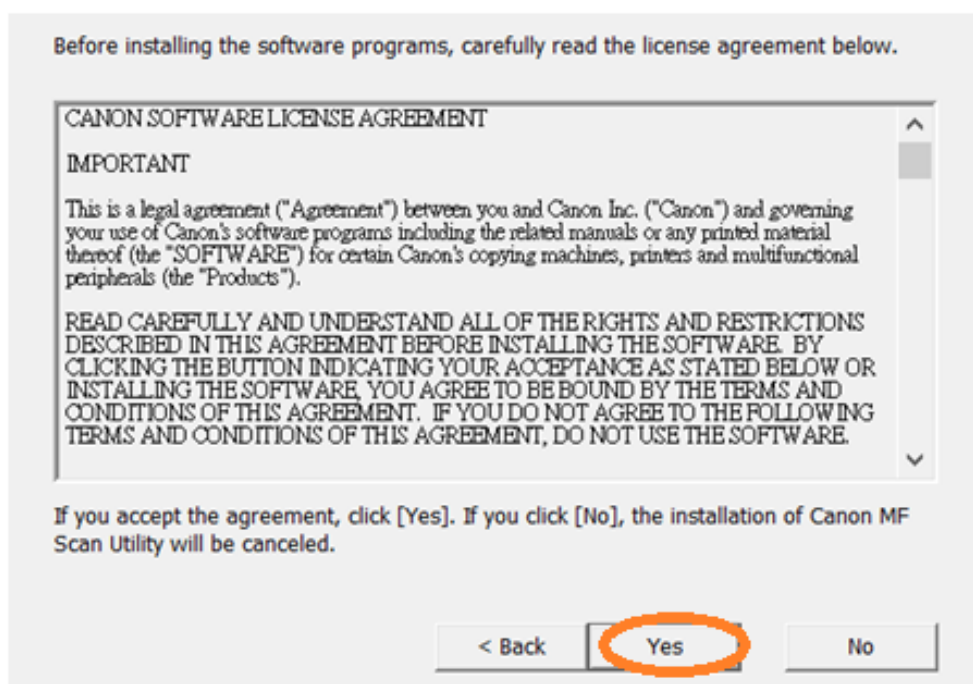 Before installing the software programs, carefully read the license agreement below.
CANON SOFTWARE LICENSE AGREEMENT
IMPORTANT
This is a legal agreement ("Agreement") between you and Canon Inc. ("Canon") and governing
your use of Canon's software programs including the related manuals or any printed material
thereof (the "SOFTWARE") for certain Canon's copying machines, printers and multifunctional
peripherals (the "Products").
READ CAREFULLY AND UNDERSTAND ALL OF THE RIGHTS AND RESTRICTIONS
DESCRIBED IN THIS AGREEMENT BEFORE INSTALLING THE SOFTWARE. BY
CLICKING THE BUTTON INDICATING YOUR ACCEPTANCE AS STATED BELOW OR
INSTALLING THE SOFTWARE, YOU AGREE TO BE BOUND BY THE TERMS AND
CONDITIONS OF THIS AGREEMENT. IF YOU DO NOT AGREE TO THE FOLLOWING
TERMS AND CONDITIONS OF THIS AGREEMENT, DO NOT USE THE SOFTWARE.
If you accept the agreement, click [Yes]. If you click [No], the installation of Canon MF
Scan Utility will be canceled.
< Back Yes No